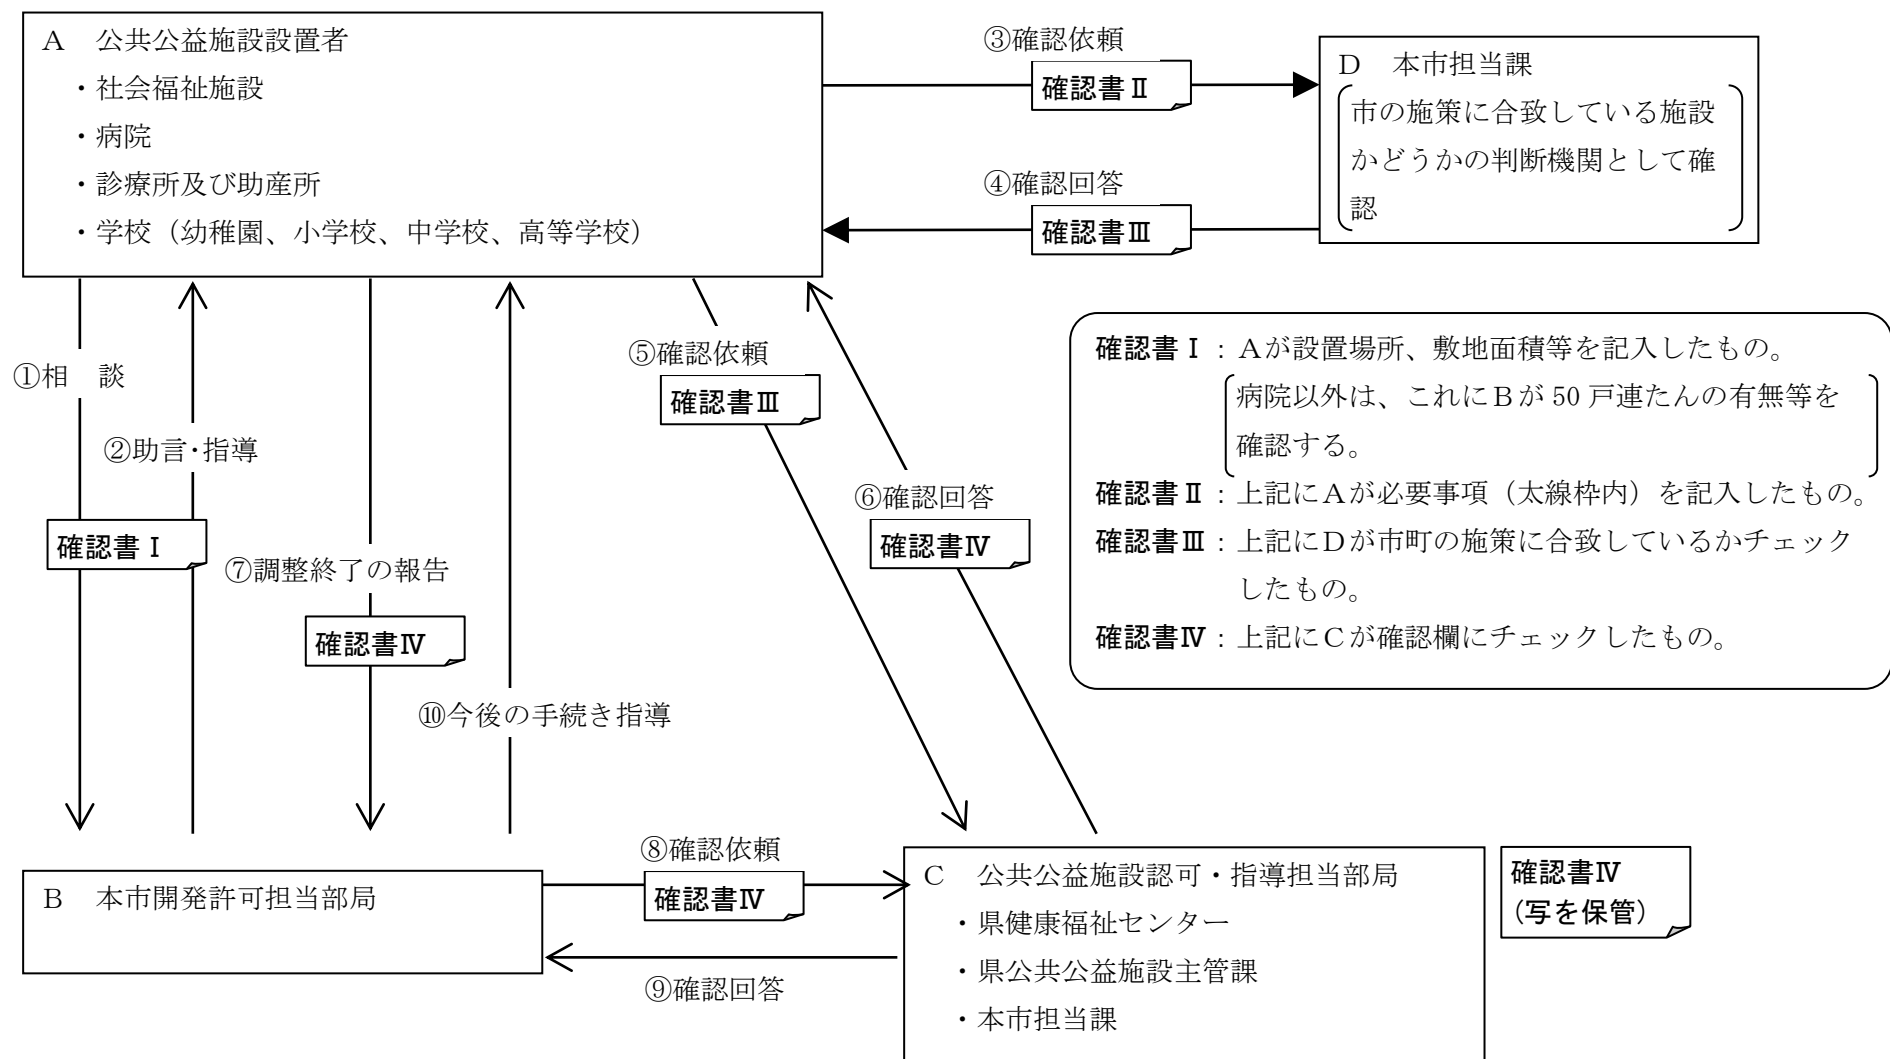 A　公共公益施設設置者
・社会福祉施設
・病院
・診療所及び助産所
・学校（幼稚園、小学校、中学校、高等学校）
③確認依頼
確認書Ⅱ
④確認回答
確認書Ⅲ
D　本市担当課
市の施策に合致している施設
かどうかの判断機関として確
認
①相　談
②助言･指導
確認書Ⅰ
⑦調整終了の報告
確認書Ⅳ
⑩今後の手続き指導
⑤確認依頼
確認書Ⅲ
⑥確認回答
確認書Ⅳ
確認書Ⅰ：Aが設置場所、敷地面積等を記入したもの。
病院以外は、これにBが 50 戸連たんの有無等を
確認する。
確認書Ⅱ：上記にAが必要事項（太線枠内）を記入したもの。
確認書Ⅲ：上記にDが市町の施策に合致しているかチェック
したもの。
確認書Ⅳ：上記にCが確認欄にチェックしたもの。
B　本市開発許可担当部局
⑧確認依頼
確認書Ⅳ
⑨確認回答
C　公共公益施設認可・指導担当部局
・県健康福祉センター
・県公共公益施設主管課
・本市担当課
確認書Ⅳ
（写を保管）